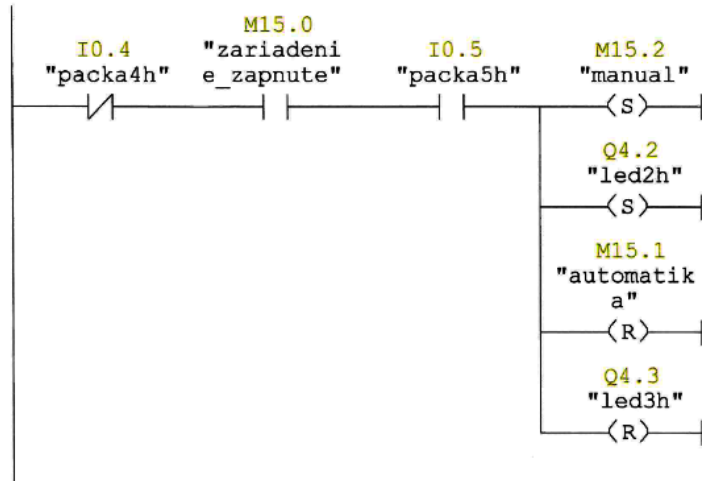 I0.4
"packa4h"
M15.0
"zariadeni
e_zapnute"
I0.5
"packa5h"
M15.2
"manual"
(S)
Q4.2
"led2h"
(S)
M15.1
"automatik
a"
(R)
Q4.3
"led3h"
(R)